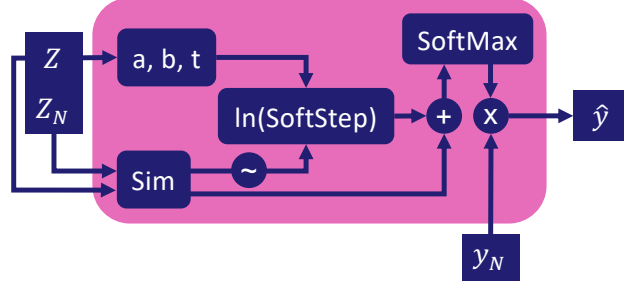 SoftMax
Z
a, b, t
Z_N
ln(SoftStep)
+
x
ŷ
Sim
~
y_N